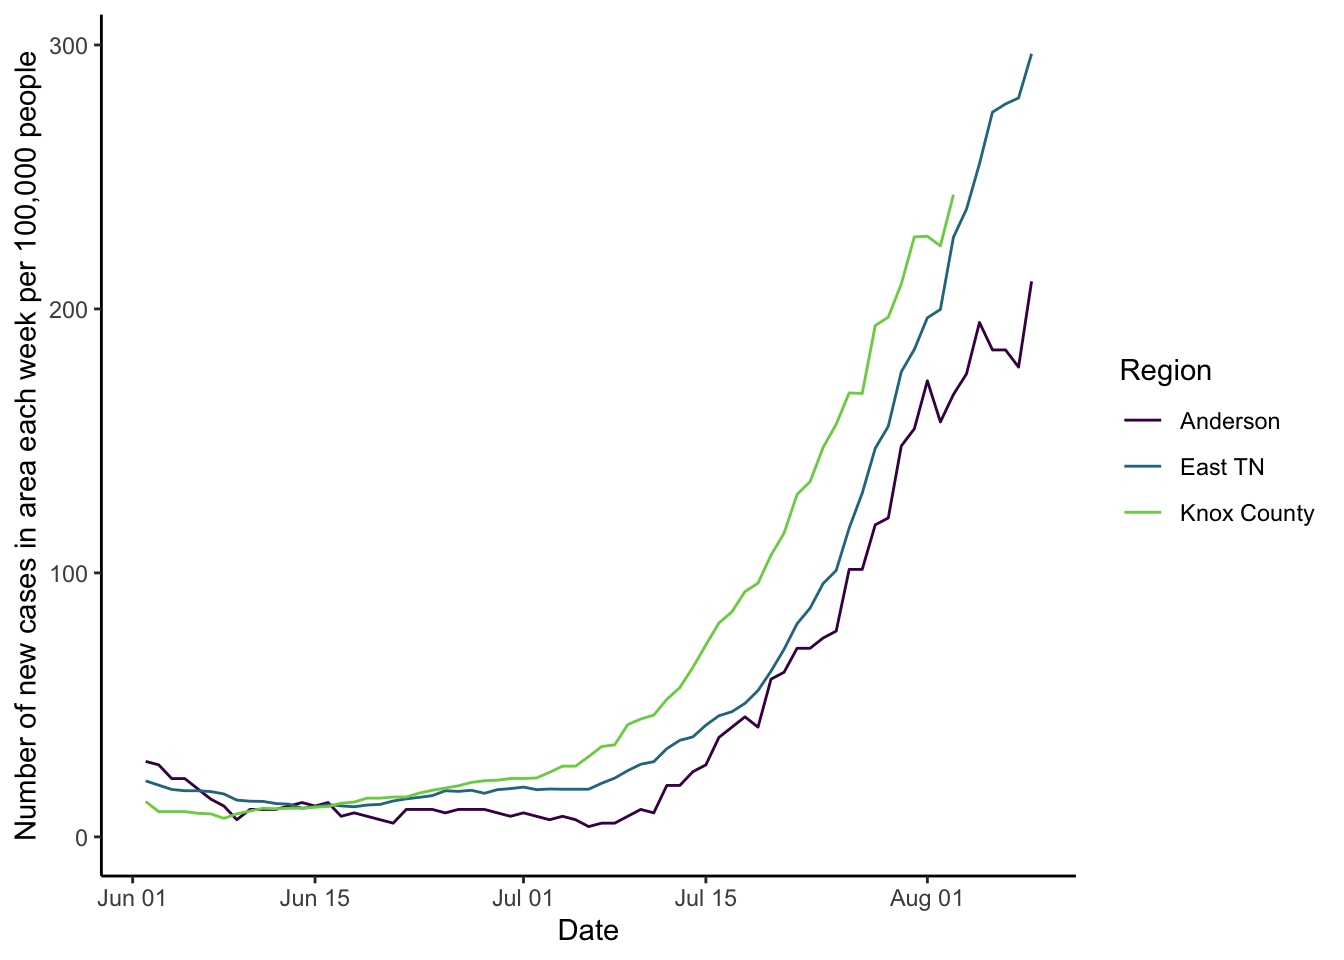 Number of new cases in area each week per 100,000 people
300
200
100
0
Jun 01
Jun 15
Jul 01
Jul 15
Aug 01
Date
Region
Anderson
East TN
Knox County